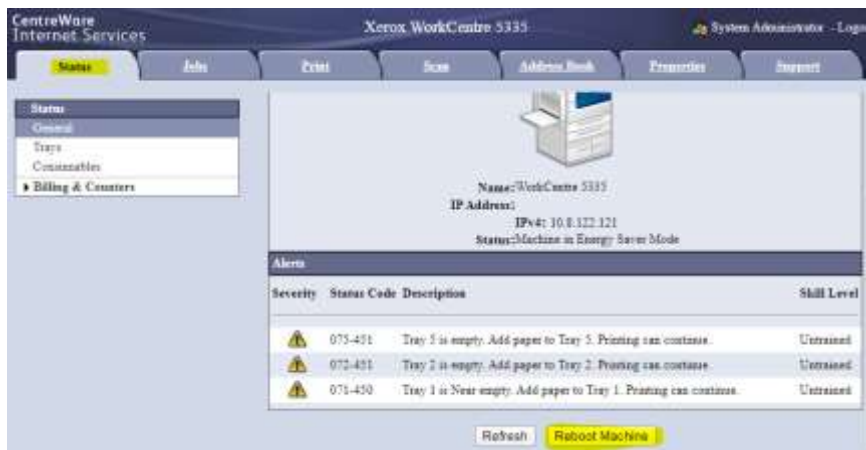 CentreWare
Internet Services
Xerox WorkCentre 5335
System Administrator -Logo
Status
Jobs
Print
Scan
Address Book
Properties
Support
Status
General
Trays
Consumables
Billing & Counters
Name:WorkCentre 5335
IP Address:
IPv4: 10.8.122.121
Status:Machine in Energy Saver Mode
Alerts
Severity Status Code Description Skill Level
075-451 Tray 5 is empty. Add paper to Tray 5. Printing can continue. Untrained
072-451 Tray 2 is empty. Add paper to Tray 2. Printing can continue. Untrained
071-450 Tray 1 is Near empty. Add paper to Tray 1. Printing can continue. Untrained
Refresh Reboot Machine